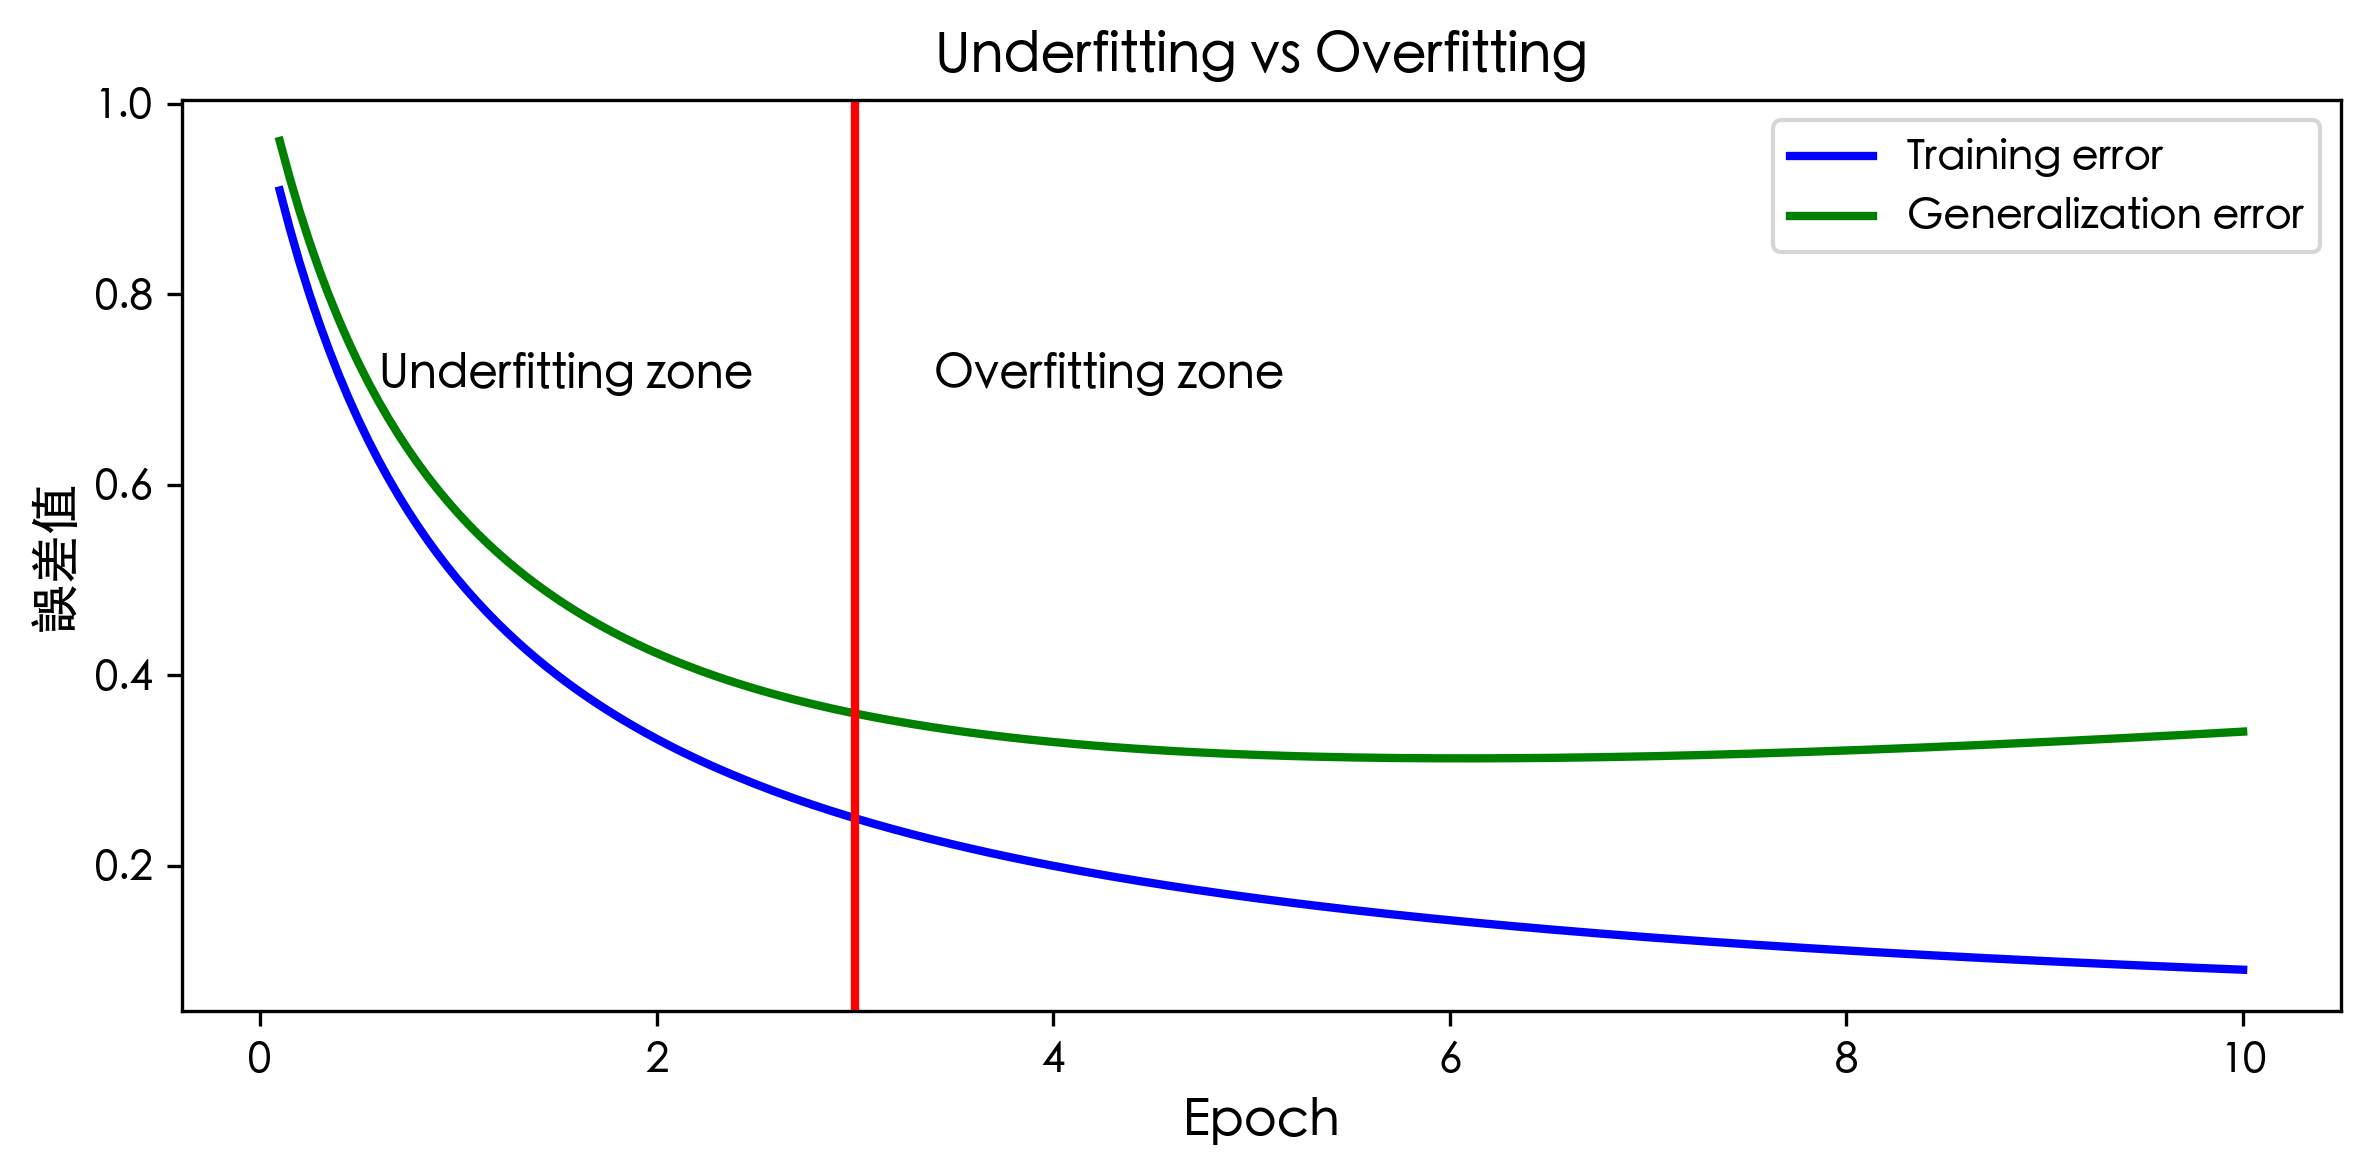 Underfitting vs Overfitting
1.0
0.8
0.6
0.4
0.2
誤差值
Training error
Generalization error
Underfitting zone
Overfitting zone
0
2
4
6
8
10
Epoch